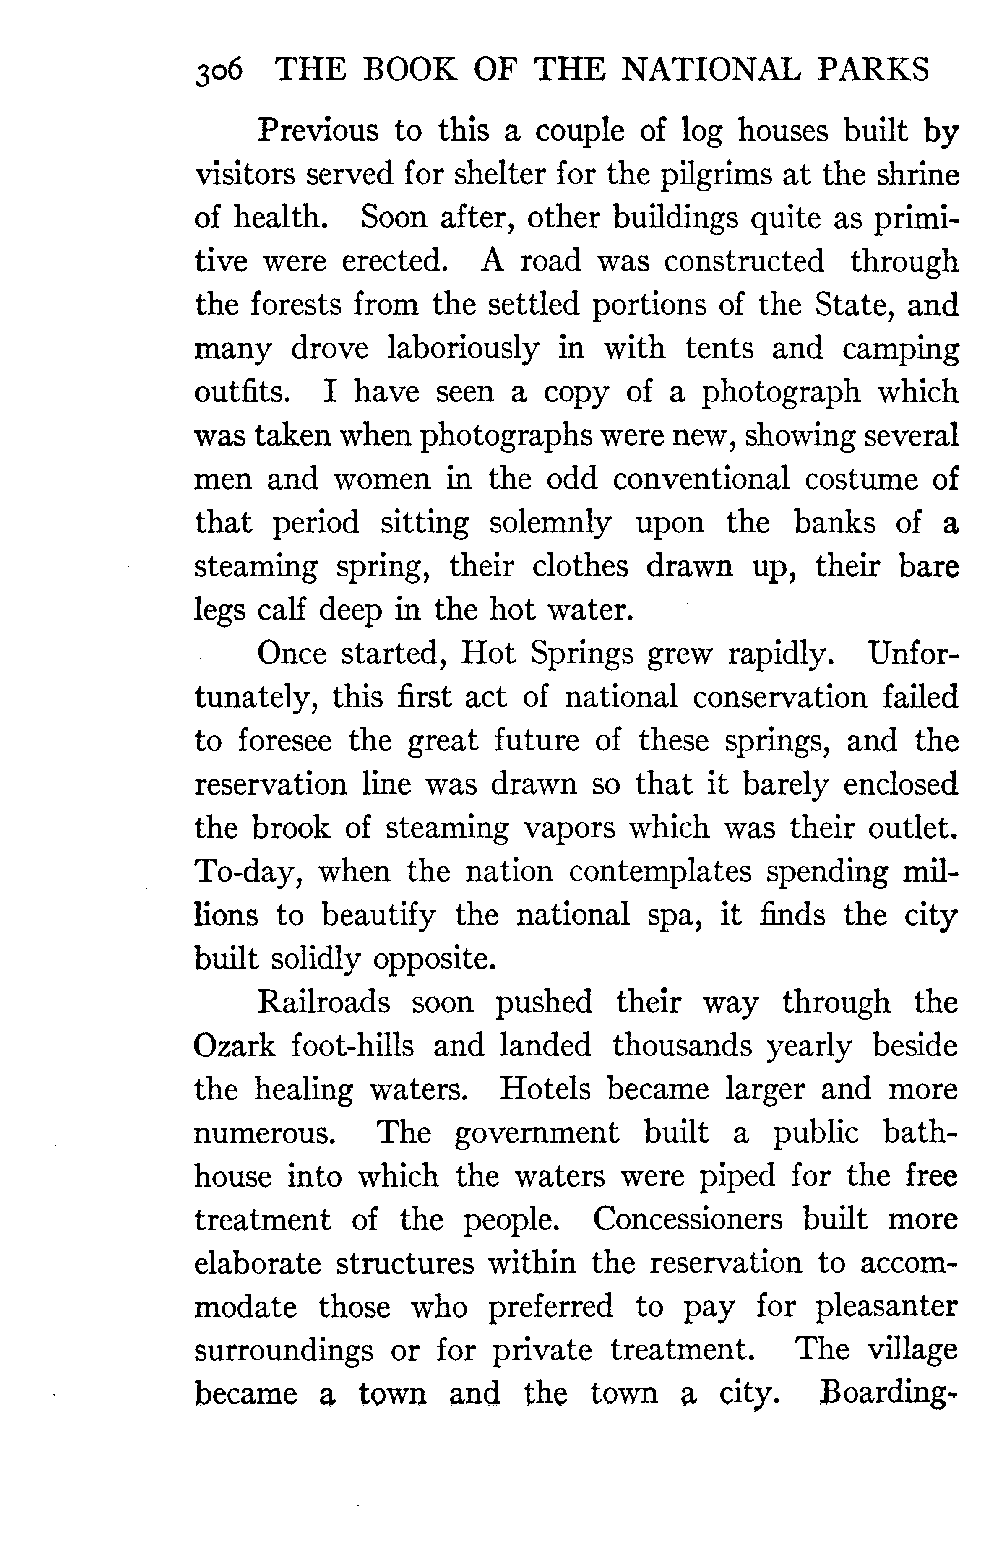 306 THE BOOK OF THE NATIONAL PARKS
Previous to this a couple of log houses built by
visitors served for shelter for the pilgrims at the shrine
of health. Soon after, other buildings quite as primi-
tive were erected. A road was constructed through
the forests from the settled portions of the State, and
many drove laboriously in with tents and camping
outfits. I have seen a copy of a photograph which
was taken when photographs were new, showing several
men and women in the odd conventional costume of
that period sitting solemnly upon the banks of a
steaming spring, their clothes drawn up, their bare
legs calf deep in the hot water.
Once started, Hot Springs grew rapidly. Unfor-
tunately, this first act of national conservation failed
to foresee the great future of these springs, and the
reservation line was drawn so that it barely enclosed
the brook of steaming vapors which was their outlet.
To-day, when the nation contemplates spending mil-
lions to beautify the national spa, it finds the city
built solidly opposite.
Railroads soon pushed their way through the
Ozark foot-hills and landed thousands yearly beside
the healing waters. Hotels became larger and more
numerous. The government built a public bath-
house into which the waters were piped for the free
treatment of the people. Concessioners built more
elaborate structures within the reservation to accom-
modate those who preferred to pay for pleasanter
surroundings or for private treatment. The village
became a town and the town a city. Boarding-